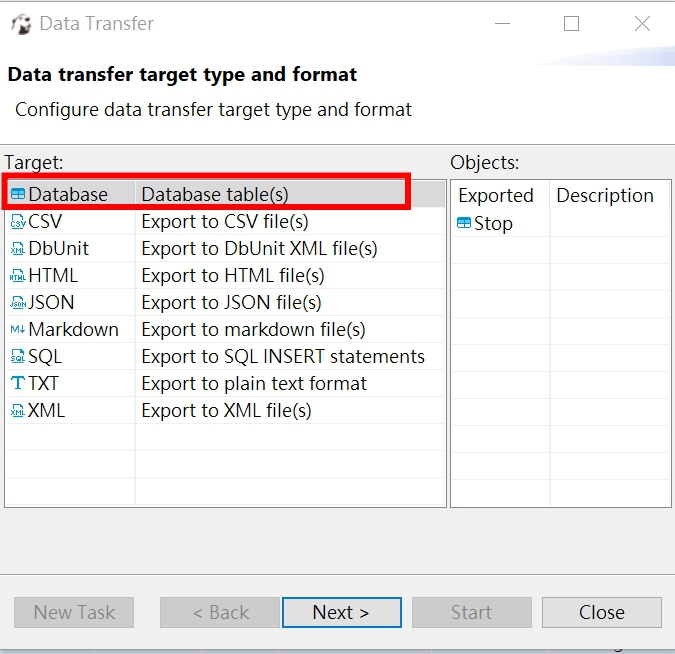 Data Transfer
Data transfer target type and format
Configure data transfer target type and format
Target:
Database Database table(s)
CSV Export to CSV file(s)
DbUnit Export to DbUnit XML file(s)
HTML Export to HTML file(s)
JSON Export to JSON file(s)
Markdown Export to markdown file(s)
SQL Export to SQL INSERT statements
TXT Export to plain text format
XML Export to XML file(s)
Objects:
Exported Description
Stop
New Task < Back Next > Start Close